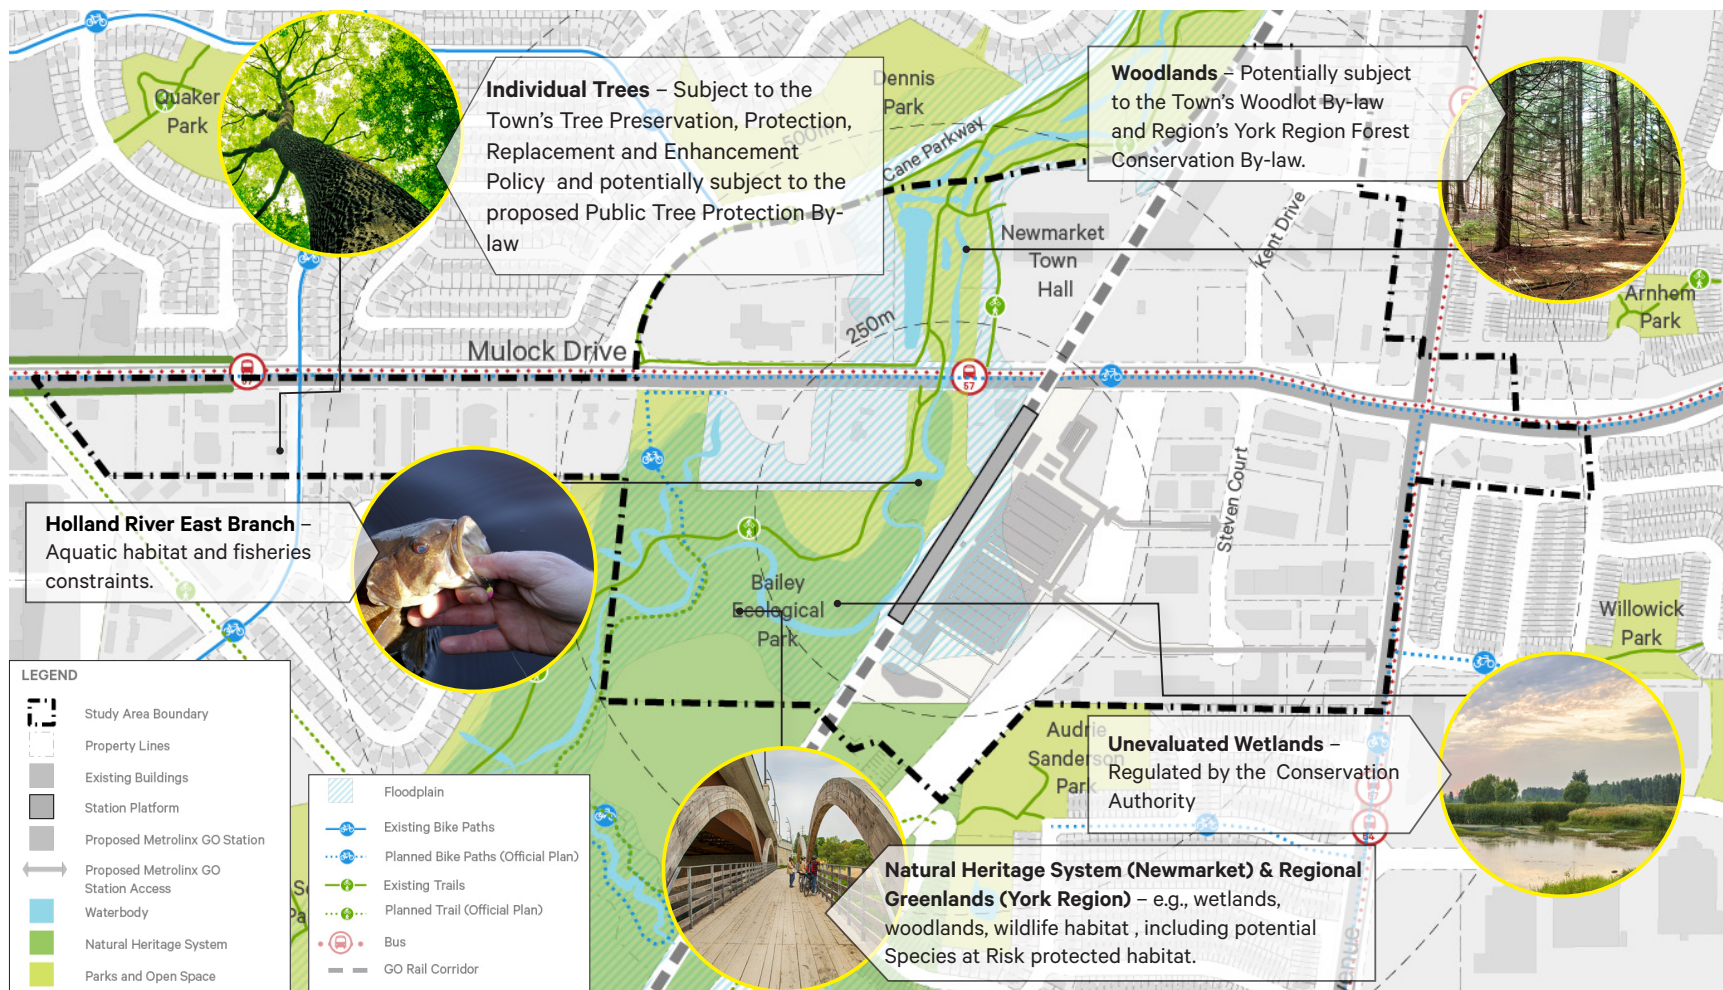 Quaker
Park
Individual Trees – Subject to the
Town's Tree Preservation, Protection,
Replacement and Enhancement
Policy and potentially subject to the
proposed Public Tree Protection By-
law
Dennis
Park
500m
Cane Parkway
Woodlands – Potentially subject
to the Town's Woodlot By-law
and Region's York Region Forest
Conservation By-law.
Newmarket
Town
Hall
Kent Drive
Arnhem
Park
250m
Mulock Drive
57
57
Steven Court
Holland River East Branch –
Aquatic habitat and fisheries
constraints.
Bailey
Ecological
Park
Willowick
Park
Audrie
Sanderson
Park
Unevaluated Wetlands –
Regulated by the Conservation
Authority
54
Natural Heritage System (Newmarket) & Regional
Greenlands (York Region) – e.g., wetlands,
woodlands, wildlife habitat , including potential
Species at Risk protected habitat.
LEGEND
Study Area Boundary
Property Lines
Existing Buildings
Station Platform
Proposed Metrolinx GO Station
Proposed Metrolinx GO
Station Access
Waterbody
Natural Heritage System
Parks and Open Space
Floodplain
Existing Bike Paths
Planned Bike Paths (Official Plan)
Existing Trails
Planned Trail (Official Plan)
Bus
GO Rail Corridor